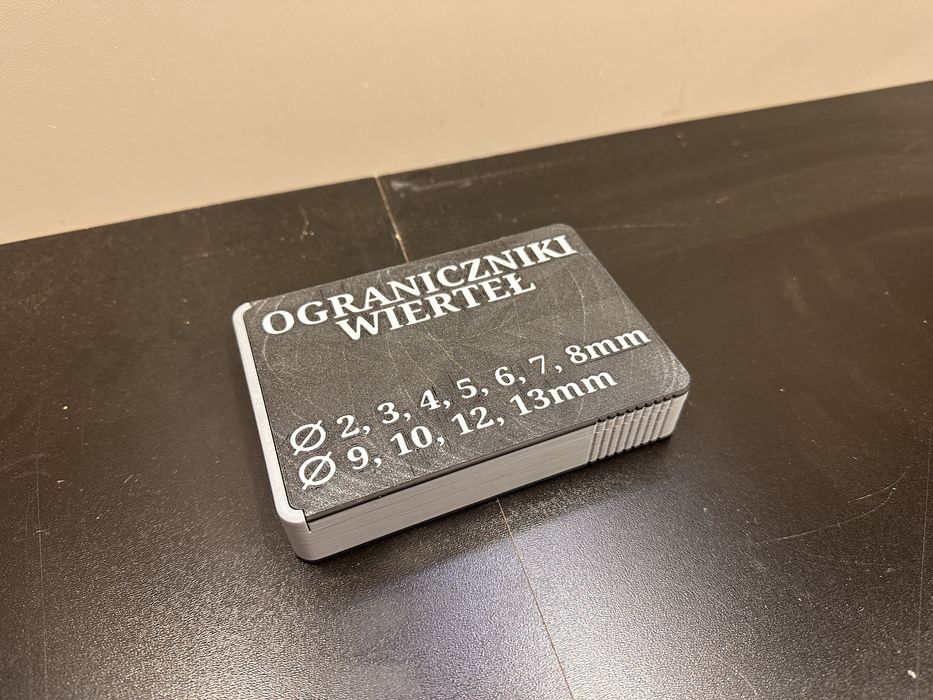 OGRANICZNIKI
WIERTEŁ
Ø 2, 3, 4, 5, 6, 7, 8mm
Ø 9, 10, 12, 13mm